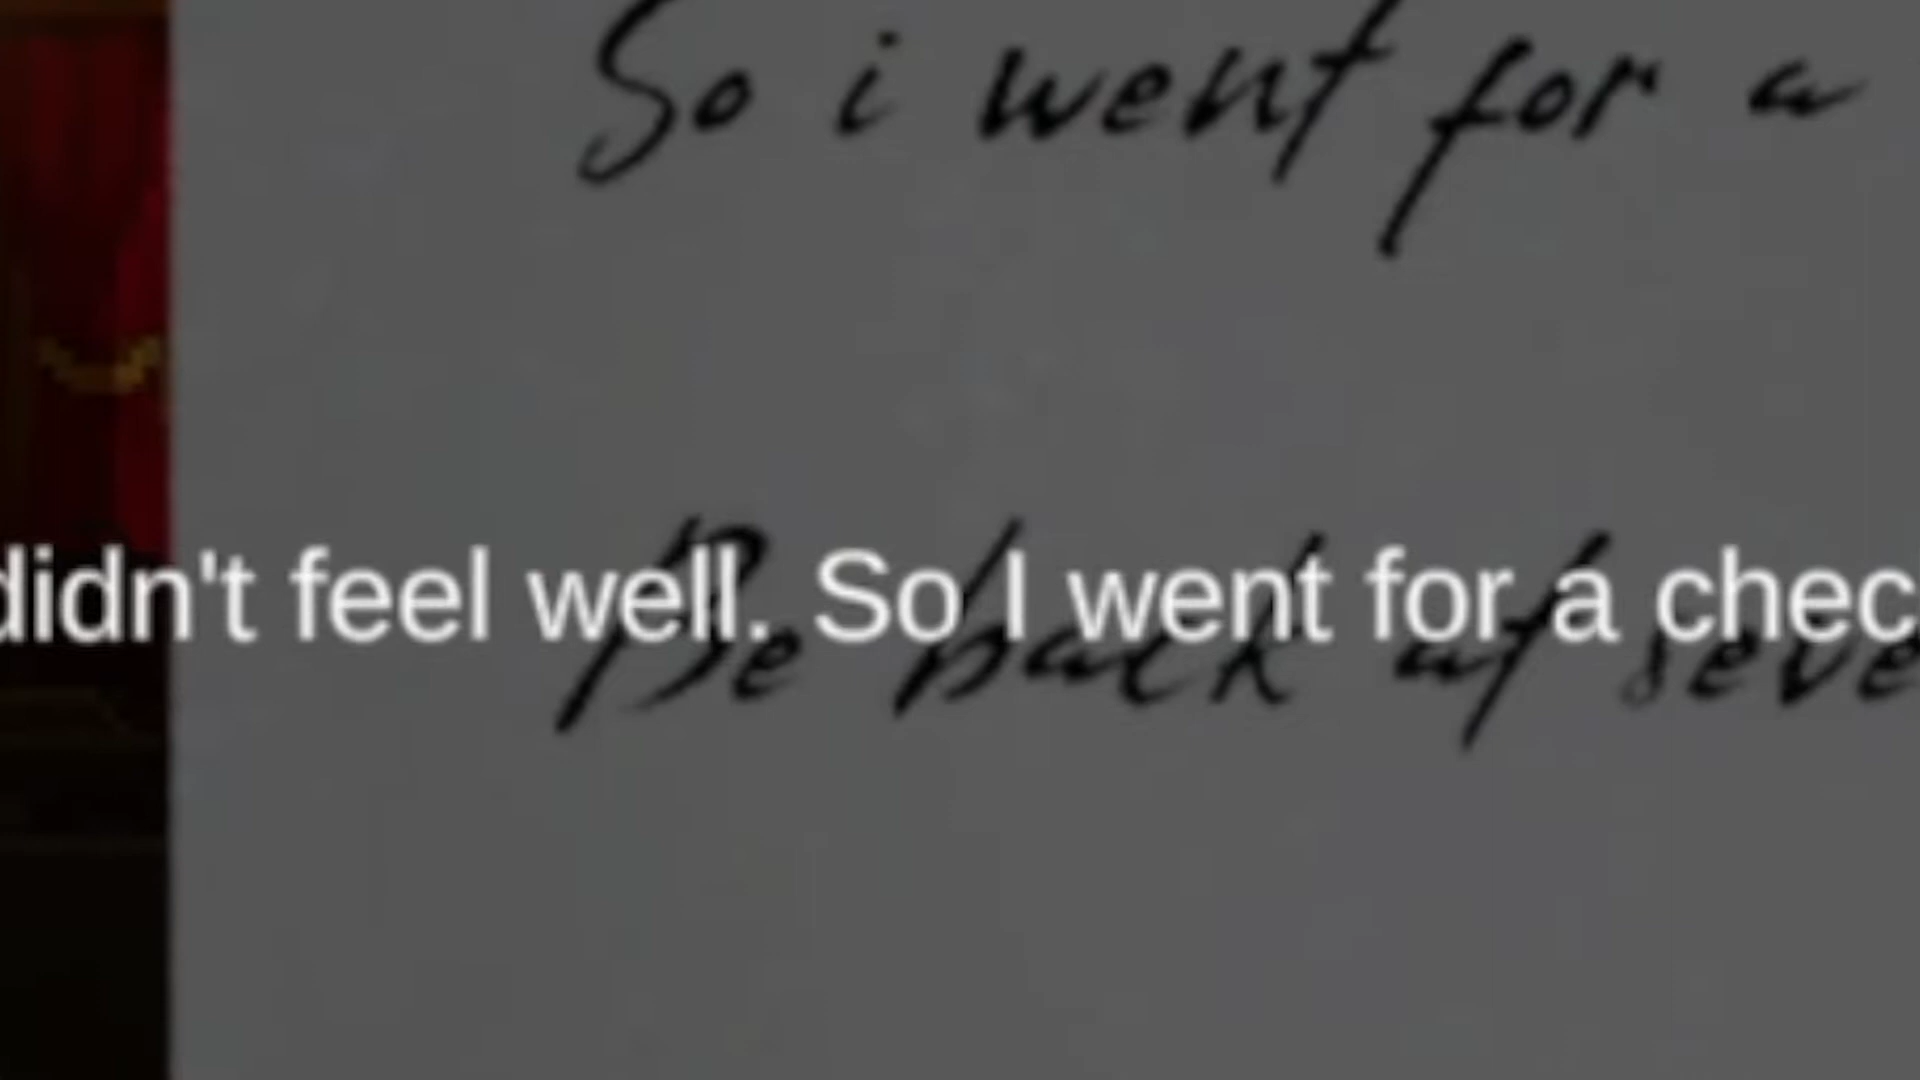 So i went for a
didn't feel well. So I went for a chec
Be back at seve